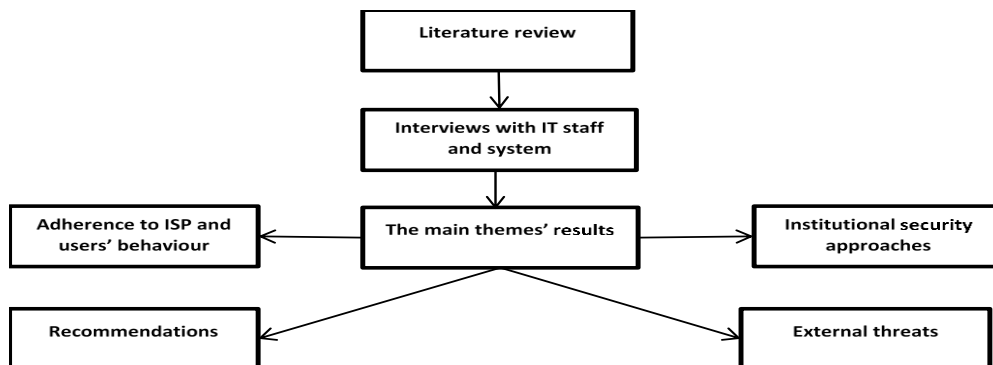 Literature review
Interviews with IT staff
and system
Adherence to ISP and
users’ behaviour
The main themes’ results
Institutional security
approaches
Recommendations
External threats